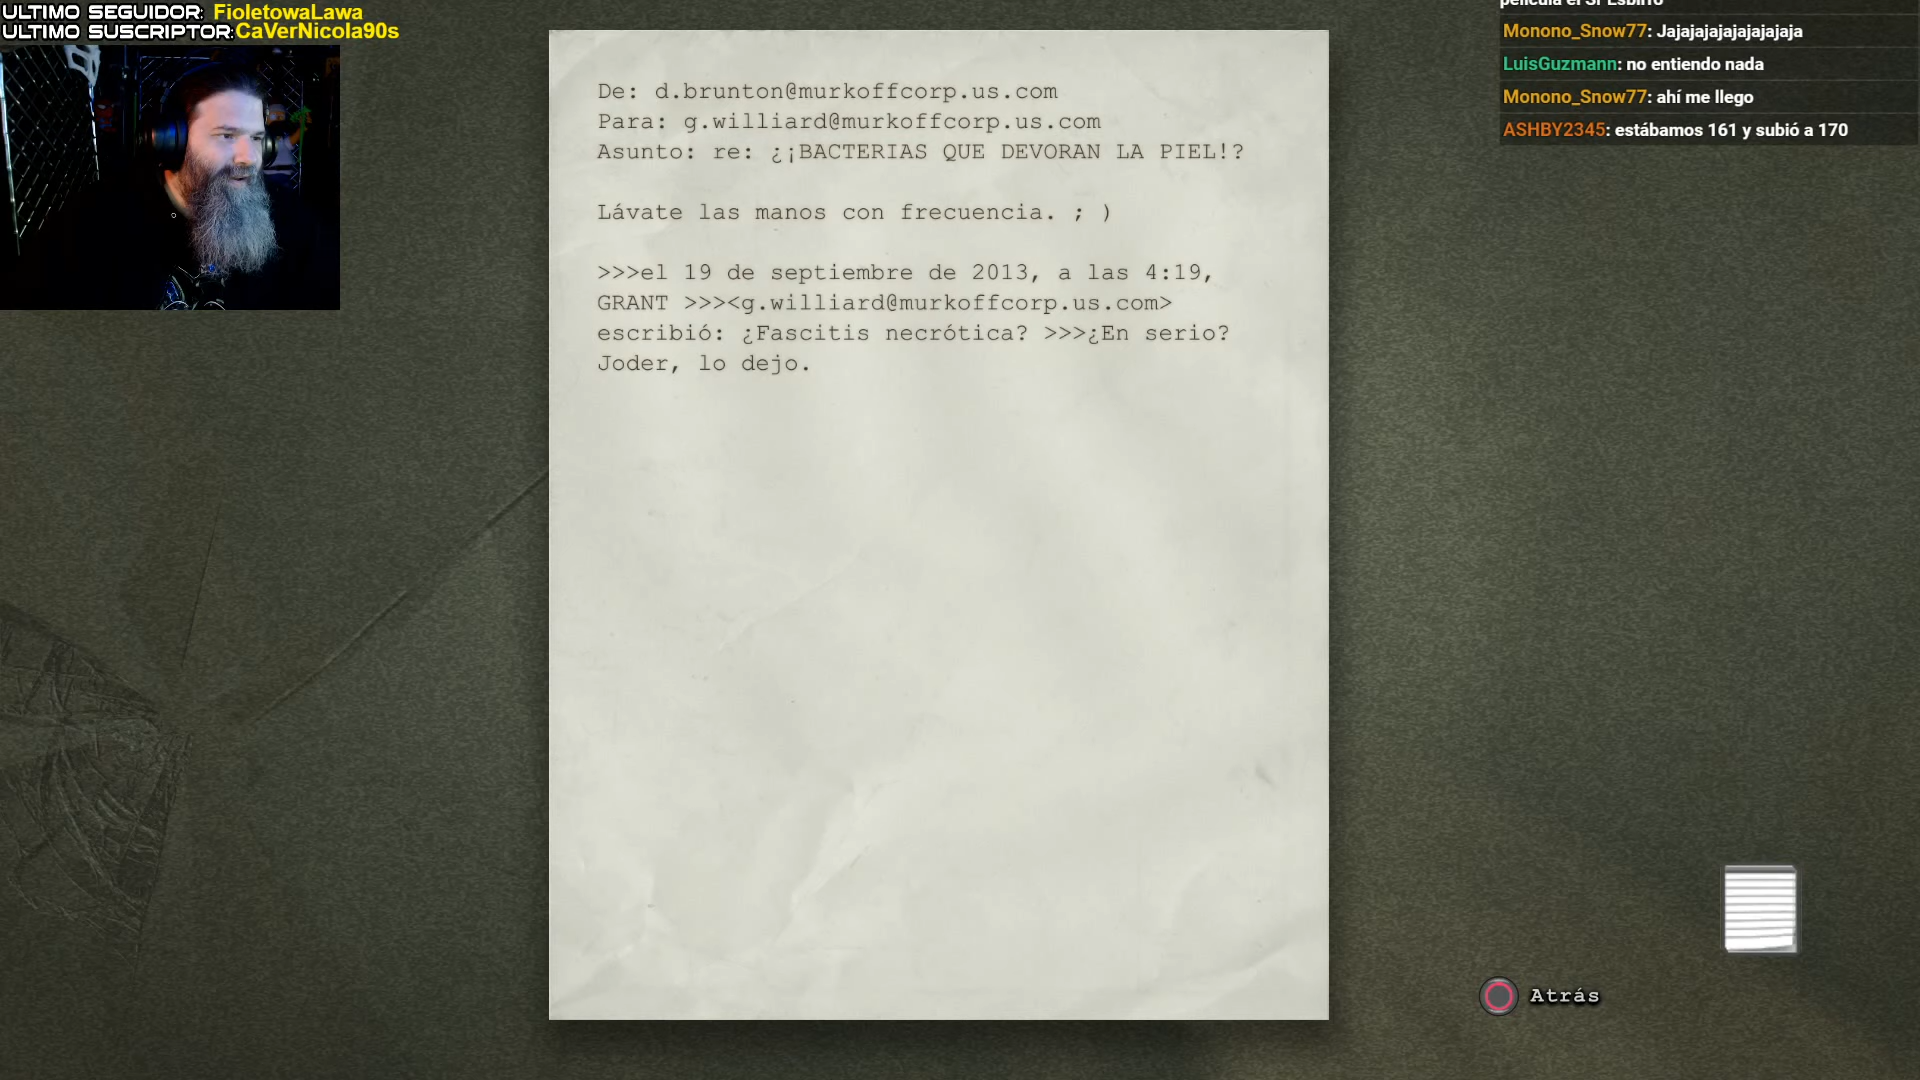 ULTIMO SEGUIDOR: FioletowaLawa
ULTIMO SUSCRIPTOR:CaVerNicola90s
De: d.brunton@murkoffcorp.us.com
Para: g.williard@murkoffcorp.us.com
Asunto: re: ¿¡BACTERIAS QUE DEVORAN LA PIEL!?
Lávate las manos con frecuencia. ; )
>>>el 19 de septiembre de 2013, a las 4:19,
GRANT >>><g.williard@murkoffcorp.us.com>
escribió: ¿Fascitis necrótica? >>>¿En serio?
Joder, lo dejo.
Monono_Snow77: Jajajajajajajajaja
LuisGuzmann: no entiendo nada
Monono_Snow77: ahí me llego
ASHBY2345: estábamos 161 y subió a 170
Atrás